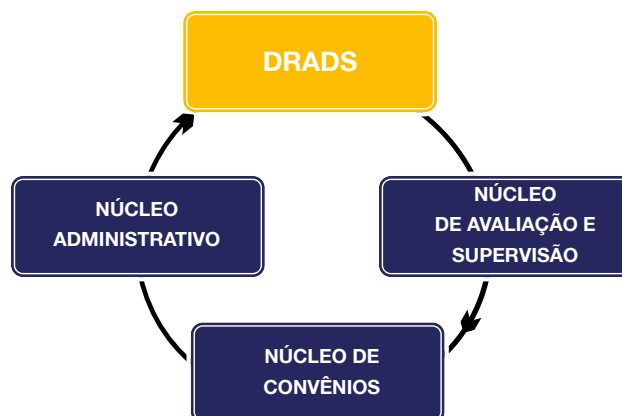 DRADS
NÚCLEO
ADMINISTRATIVO
NÚCLEO
DE AVALIAÇÃO E
SUPERVISÃO
NÚCLEO DE
CONVÊNIOS